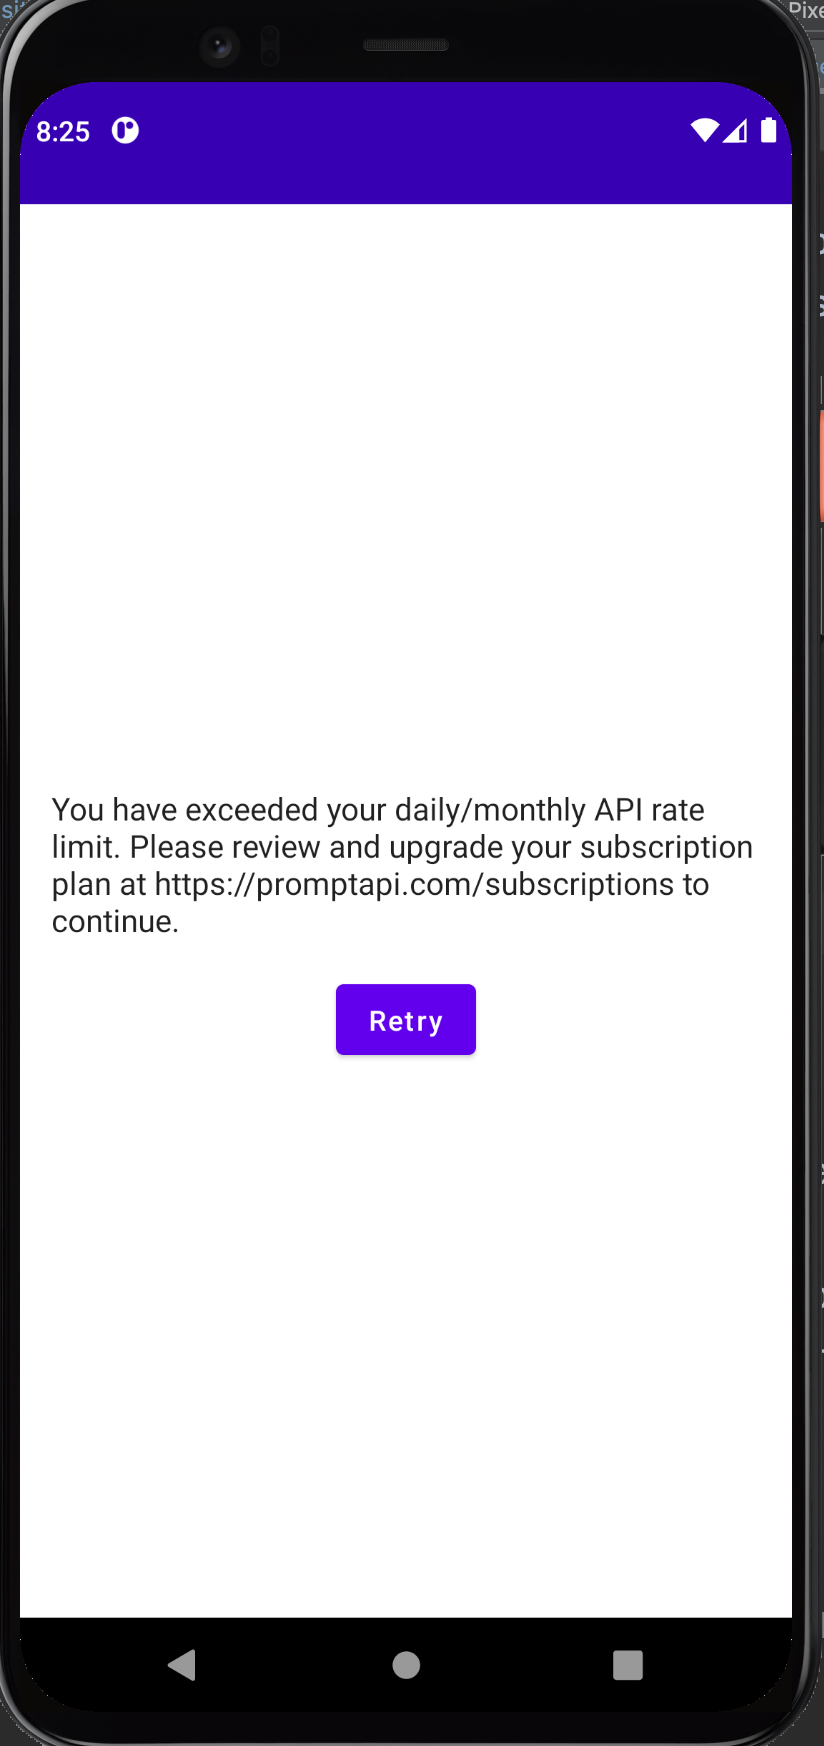 Pixe
8:25
You have exceeded your daily/monthly API rate
limit. Please review and upgrade your subscription
plan at https://promptapi.com/subscriptions to
continue.
Retry